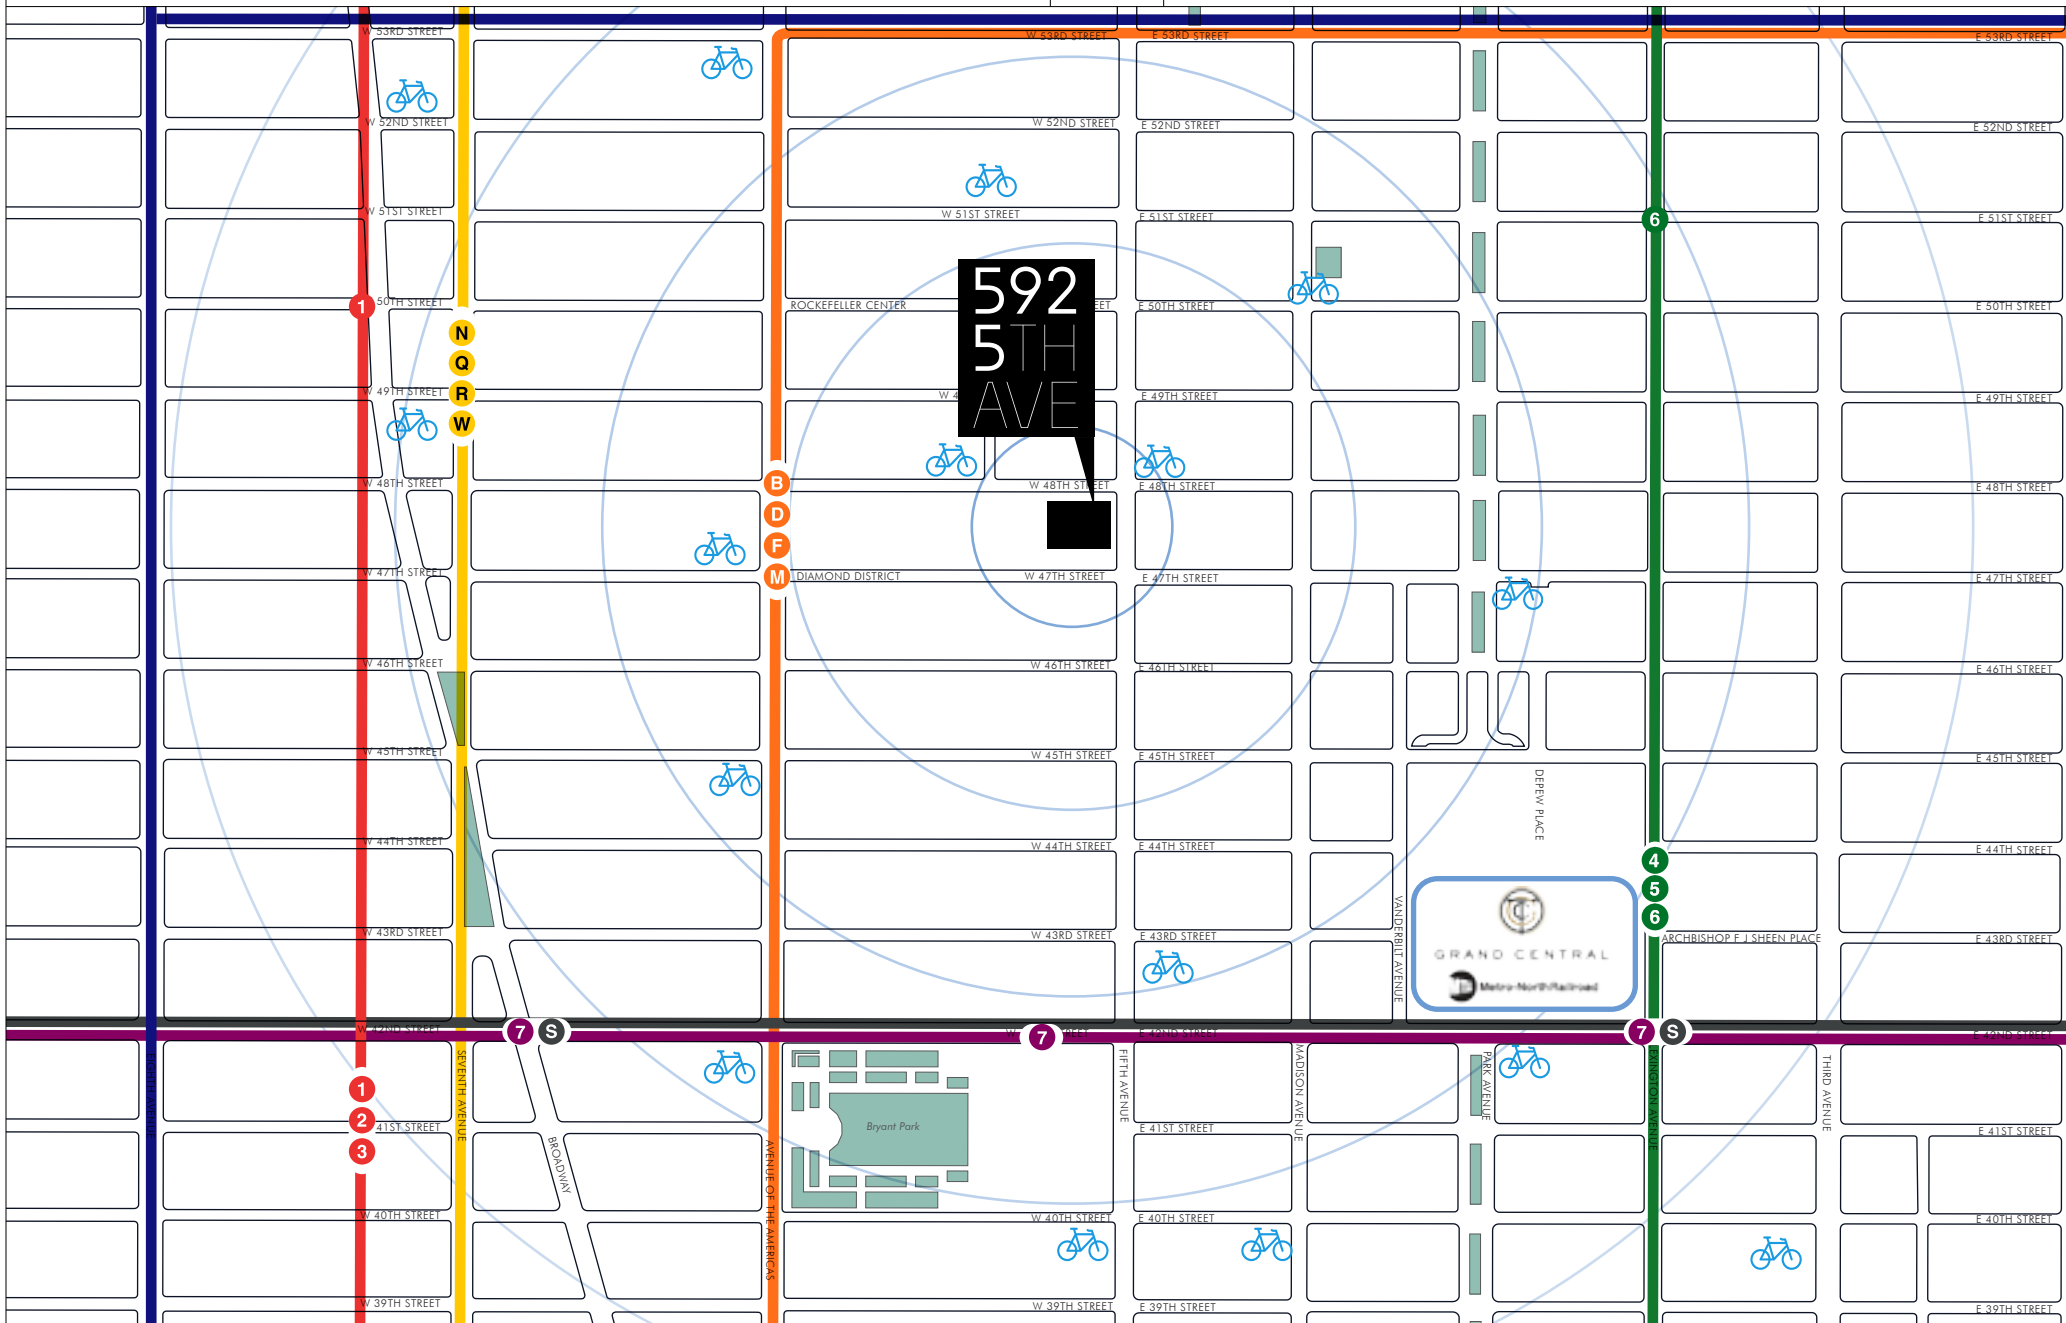 W 53RD STREET
W 53RD STREET
E 53RD STREET
E 53RD STREET
W 52ND STREET
W 52ND STREET
E 52ND STREET
E 52ND STREET
W 51ST STREET
W 51ST STREET
E 51ST STREET
E 51ST STREET
6
592
5TH
AVE
1
50TH STREET
ROCKEFELLER CENTER
E 50TH STREET
E 50TH STREET
N
Q
R
W
W 49TH STREET
E 49TH STREET
E 49TH STREET
W 48TH STREET
B
D
F
M
W 48TH STREET
E 48TH STREET
E 48TH STREET
W 47TH STREET
DIAMOND DISTRICT
W 47TH STREET
E 47TH STREET
E 47TH STREET
W 46TH STREET
W 46TH STREET
E 46TH STREET
E 46TH STREET
W 45TH STREET
W 45TH STREET
E 45TH STREET
E 45TH STREET
DEPEW PLACE
W 44TH STREET
W 44TH STREET
E 44TH STREET
E 44TH STREET
4
5
6
VANDERBILT AVENUE
GRAND CENTRAL
Metro-North Railroad
W 43RD STREET
W 43RD STREET
E 43RD STREET
ARCHBISHOP F J SHEEN PLACE
E 43RD STREET
W 42ND STREET
7
S
7
E 42ND STREET
7
S
E 42ND STREET
EIGHTH AVENUE
SEVENTH AVENUE
BROADWAY
AVENUE OF THE AMERICAS
FIFTH AVENUE
MADISON AVENUE
PARK AVENUE
LEXINGTON AVENUE
THIRD AVENUE
1
2
3
41ST STREET
Bryant Park
E 41ST STREET
E 41ST STREET
W 40TH STREET
W 40TH STREET
E 40TH STREET
E 40TH STREET
W 39TH STREET
W 39TH STREET
E 39TH STREET
E 39TH STREET